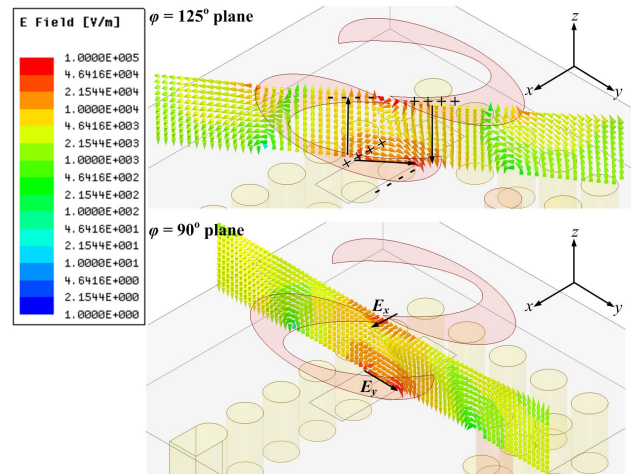 E Field [V/m]
1.0000E+005
4.6416E+004
2.1544E+004
1.0000E+004
4.6416E+003
2.1544E+003
1.0000E+003
4.6416E+002
2.1544E+002
1.0000E+002
4.6416E+001
2.1544E+001
1.0000E+001
4.6416E+000
2.1544E+000
1.0000E+000
φ = 125° plane
- - - -
++++
++++
- - -
z
x
y
φ = 90° plane
Ex
Ey
z
x
y